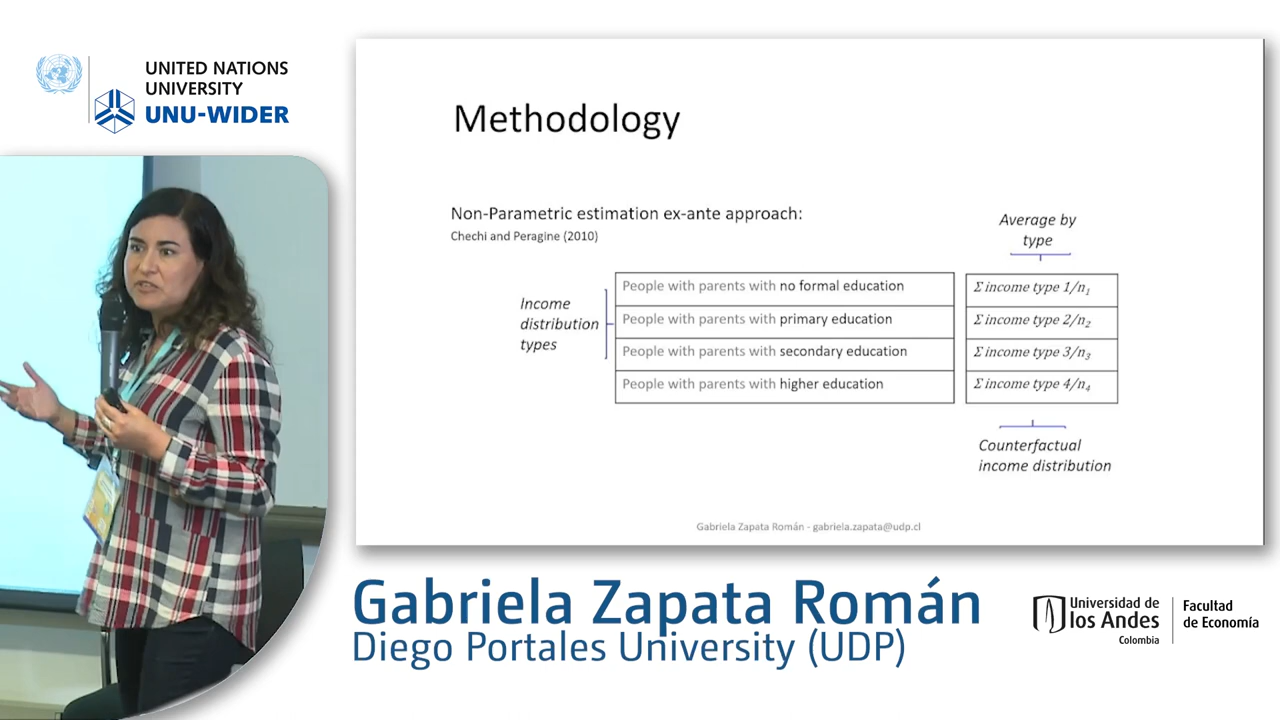 UNITED NATIONS
UNIVERSITY
UNU-WIDER
Methodology
Non-Parametric estimation ex-ante approach:
Chechi and Peragine (2010)
Average by
type
Income
distribution
types
People with parents with no formal education
Σ income type 1/n₁
People with parents with primary education
Σ income type 2/n₂
People with parents with secondary education
Σ income type 3/n₃
People with parents with higher education
Σ income type 4/n₄
Counterfactual
income distribution
Gabriela Zapata Román - gabriela.zapata@udp.cl
Gabriela Zapata Román
Diego Portales University (UDP)
Universidad de
los Andes
Colombia
Facultad
de Economía